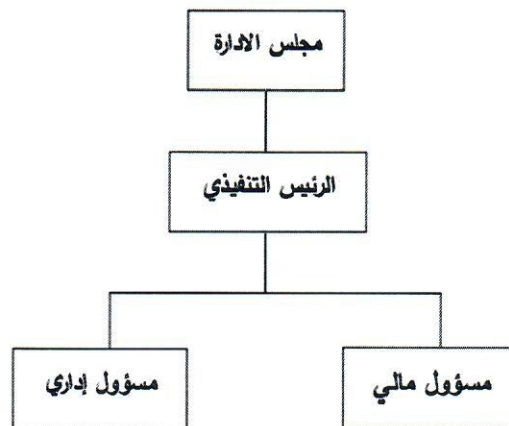 مجلس الادارة
الرئيس التنفيذي
مسؤول مالي
مسؤول إداري